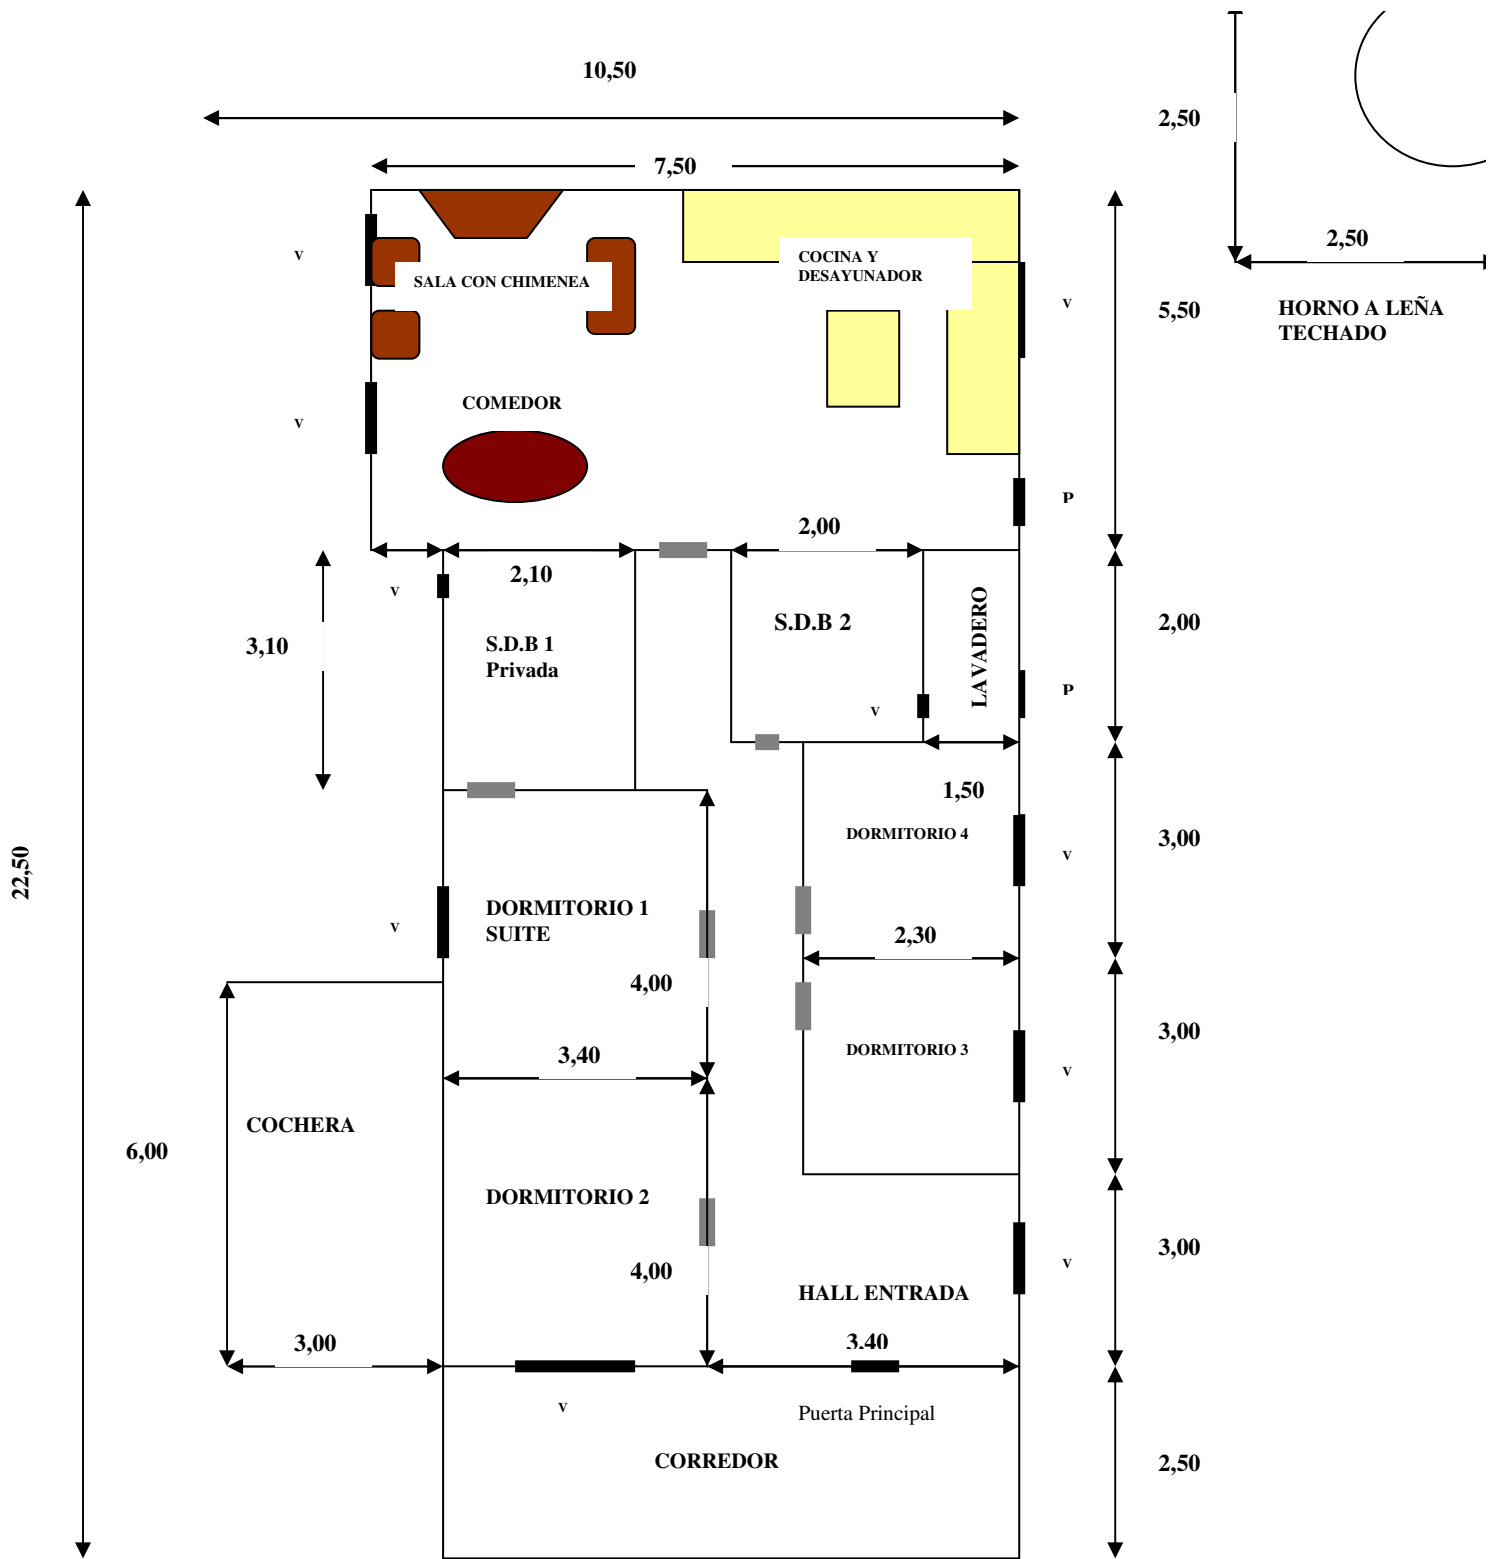 10,50
2,50
7,50
2,50
SALA CON CHIMENEA
COCINA Y
DESAYUNADOR
v
v
5,50
HORNO A LEÑA
TECHADO
COMEDOR
v
P
2,00
2,10
v
3,10
S.D.B 1
Privada
S.D.B 2
LAVADERO
2,00
v
P
1,50
DORMITORIO 4
3,00
v
22,50
DORMITORIO 1
SUITE
v
2,30
4,00
3,40
DORMITORIO 3
3,00
v
COCHERA
6,00
DORMITORIO 2
4,00
HALL ENTRADA
3,00
v
3,00
3,40
v
Puerta Principal
CORREDOR
2,50